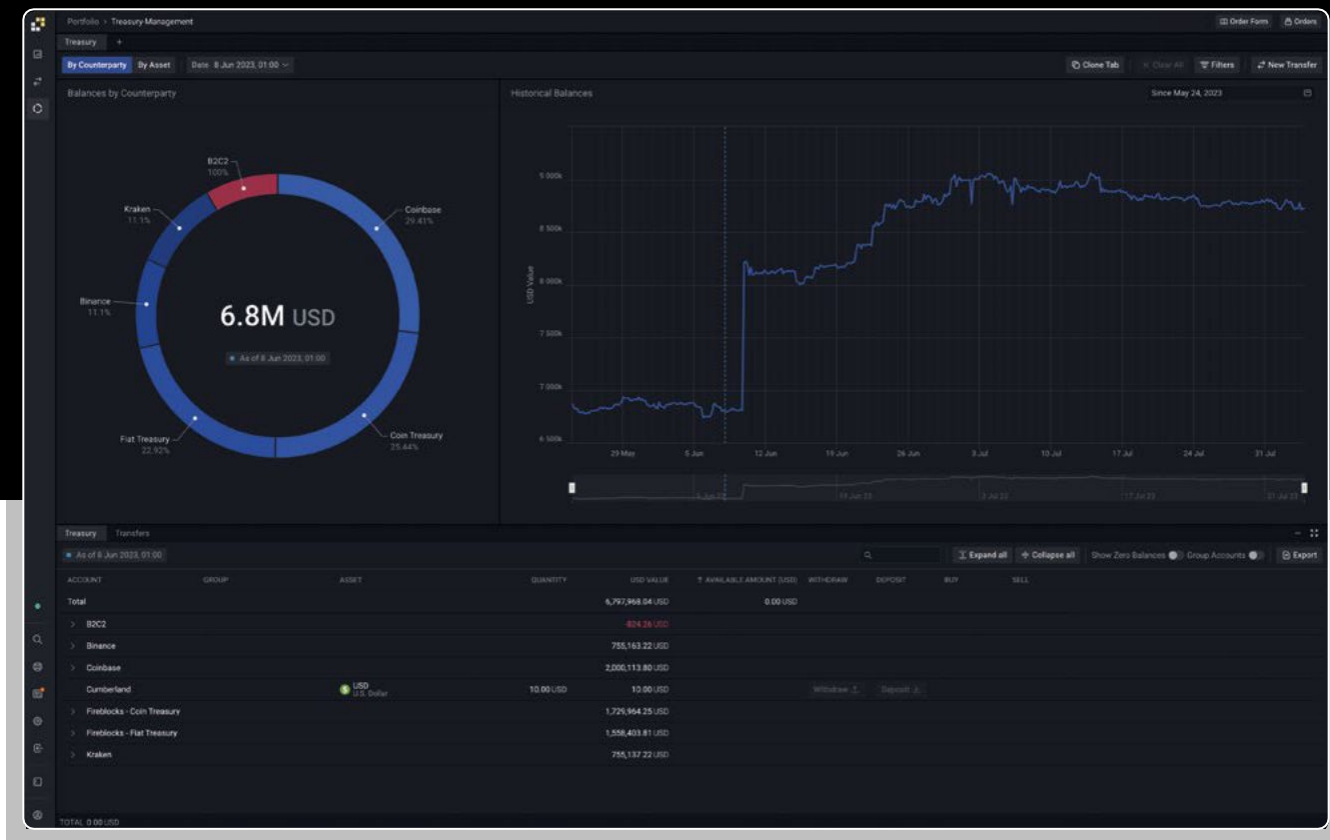 Portfolio > Treasury Management
Order Form
Orders
Treasury +
By Counterparty By Asset Date 8 Jun 2023, 01:00
Clone Tab Clear All Filters New Transfer
Balances by Counterparty
B2C2
100%
Kraken
11.1%
Coinbase
29.41%
Binance
11.1%
6.8M USD
As of 8 Jun 2023, 01:00
Fiat Treasury
22.92%
Coin Treasury
25.44%
Historical Balances
Since May 24, 2023
USD Value
9 000k
8 500k
8 000k
7 500k
7 000k
6 500k
29 May 5 Jun 12 Jun 19 Jun 26 Jun 3 Jul 10 Jul 17 Jul 24 Jul 31 Jul
Treasury Transfers
As of 8 Jun 2023, 01:00
Expand all Collapse all Show Zero Balances Group Accounts Export
ACCOUNT GROUP ASSET QUANTITY USD VALUE ↑ AVAILABLE AMOUNT (USD) WITHDRAW DEPOSIT BUY SELL
Total 6,797,968.04 USD 0.00 USD
> B2C2 -824.26 USD
> Binance 755,163.22 USD
> Coinbase 2,000,113.80 USD
Cumberland $ USD U.S. Dollar 10.00 USD 10.00 USD Withdraw Deposit
> Fireblocks - Coin Treasury 1,729,964.25 USD
> Fireblocks - Fiat Treasury 1,558,403.81 USD
> Kraken 755,137.22 USD
TOTAL 0.00 USD